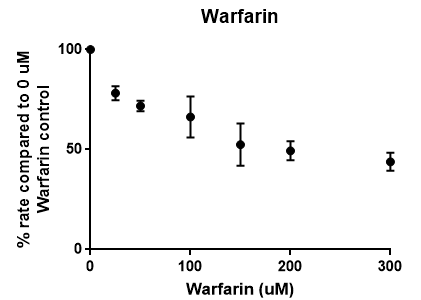 Warfarin
% rate compared to 0 uM
Warfarin control
100
50
0
0 100 200 300
Warfarin (uM)